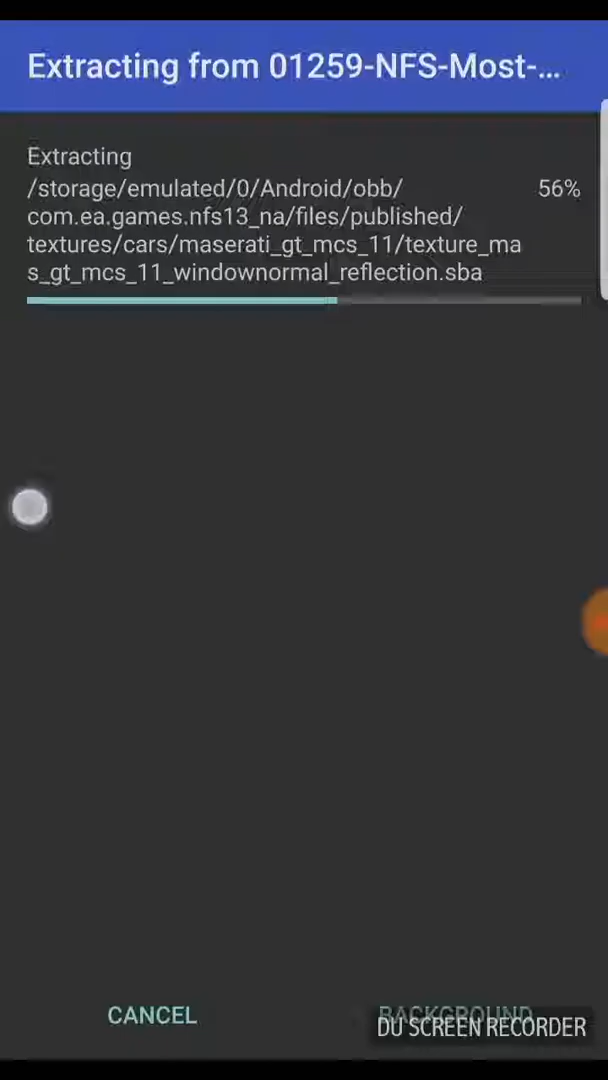 Extracting from 01259-NFS-Most-...
Extracting
/storage/emulated/0/Android/obb/ 56%
com.ea.games.nfs13_na/files/published/
textures/cars/maserati_gt_mcs_11/texture_ma
s_gt_mcs_11_windownormal_reflection.sba
CANCEL BACKGROUND
DU SCREEN RECORDER